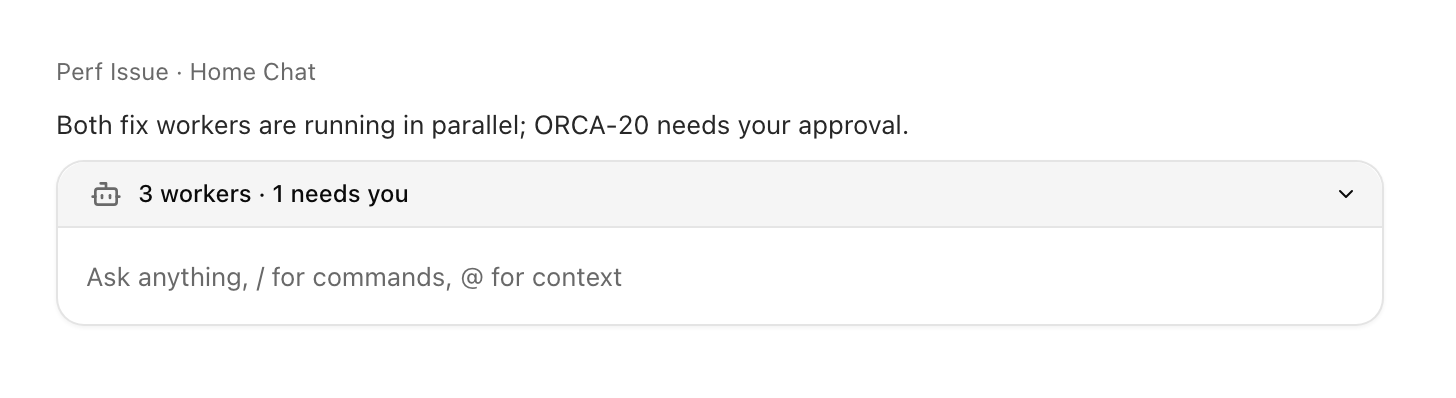 Perf Issue · Home Chat
Both fix workers are running in parallel; ORCA-20 needs your approval.
3 workers · 1 needs you
Ask anything, / for commands, @ for context